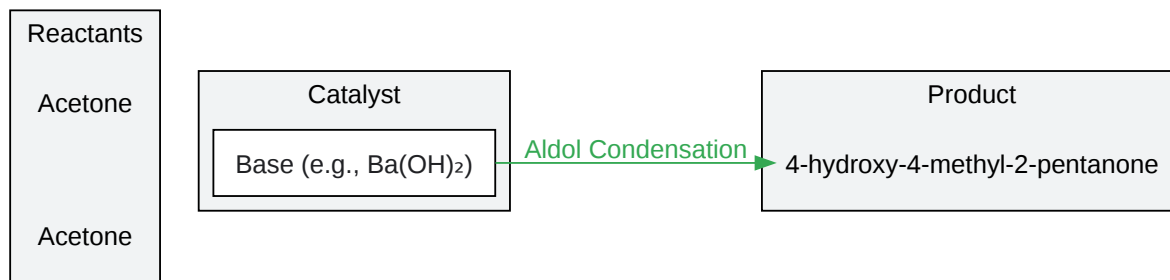 Reactants
Acetone
Acetone
Catalyst
Base (e.g., Ba(OH)₂)
Aldol Condensation
Product
4-hydroxy-4-methyl-2-pentanone